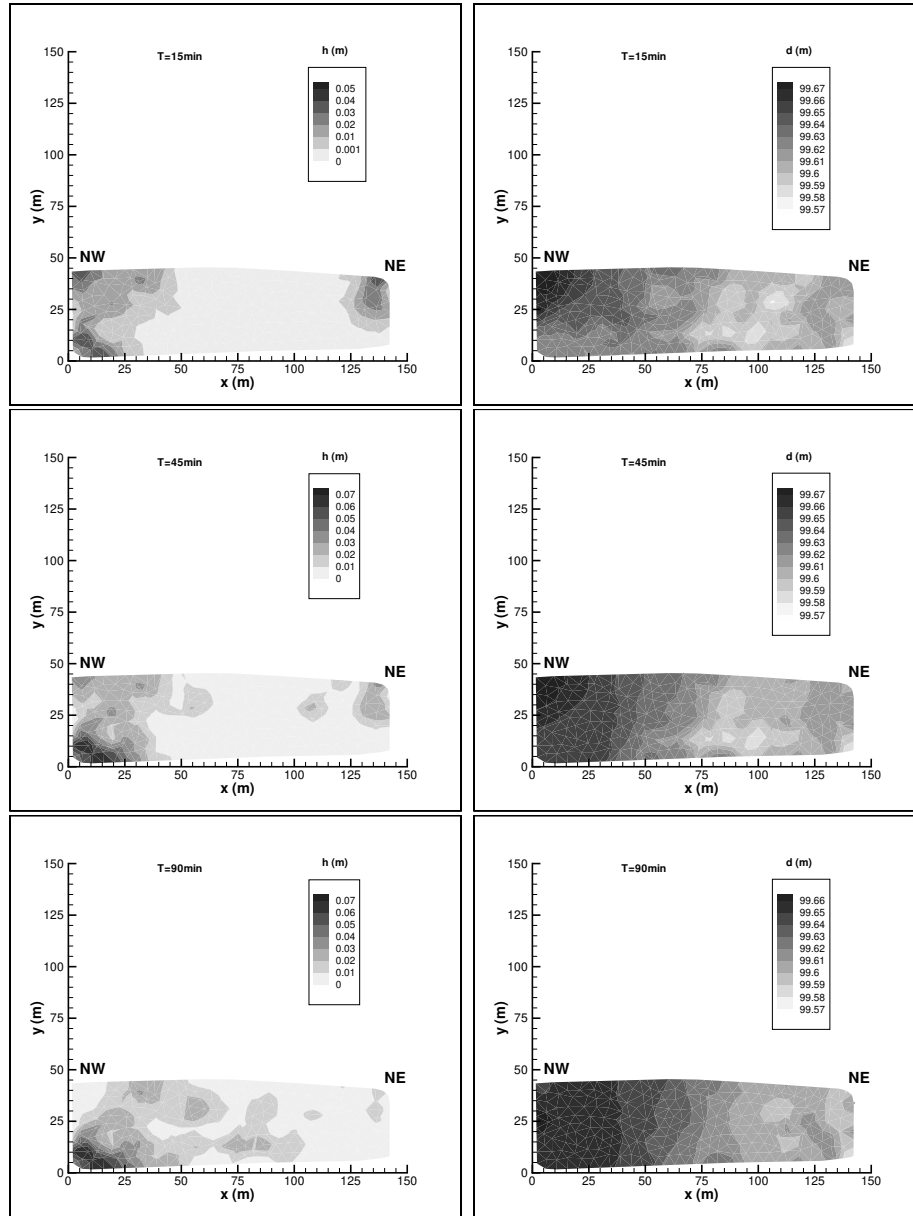 h (m)
T=15min
0.05
0.04
0.03
0.02
0.01
0.001
0
150
125
100
75
50
25
0
y (m)
NW
NE
0 25 50 75 100 125 150
x (m)
d (m)
T=15min
99.67
99.66
99.65
99.64
99.63
99.62
99.61
99.6
99.59
99.58
99.57
150
125
100
75
50
25
0
y (m)
NW
NE
0 25 50 75 100 125 150
x (m)
h (m)
T=45min
0.07
0.06
0.05
0.04
0.03
0.02
0.01
0
150
125
100
75
50
25
0
y (m)
NW
NE
0 25 50 75 100 125 150
x (m)
d (m)
T=45min
99.67
99.66
99.65
99.64
99.63
99.62
99.61
99.6
99.59
99.58
99.57
150
125
100
75
50
25
0
y (m)
NW
NE
0 25 50 75 100 125 150
x (m)
h (m)
T=90min
0.07
0.06
0.05
0.04
0.03
0.02
0.01
0
150
125
100
75
50
25
0
y (m)
NW
NE
0 25 50 75 100 125 150
x (m)
d (m)
T=90min
99.66
99.65
99.64
99.63
99.62
99.61
99.6
99.59
99.58
99.57
150
125
100
75
50
25
0
y (m)
NW
NE
0 25 50 75 100 125 150
x (m)